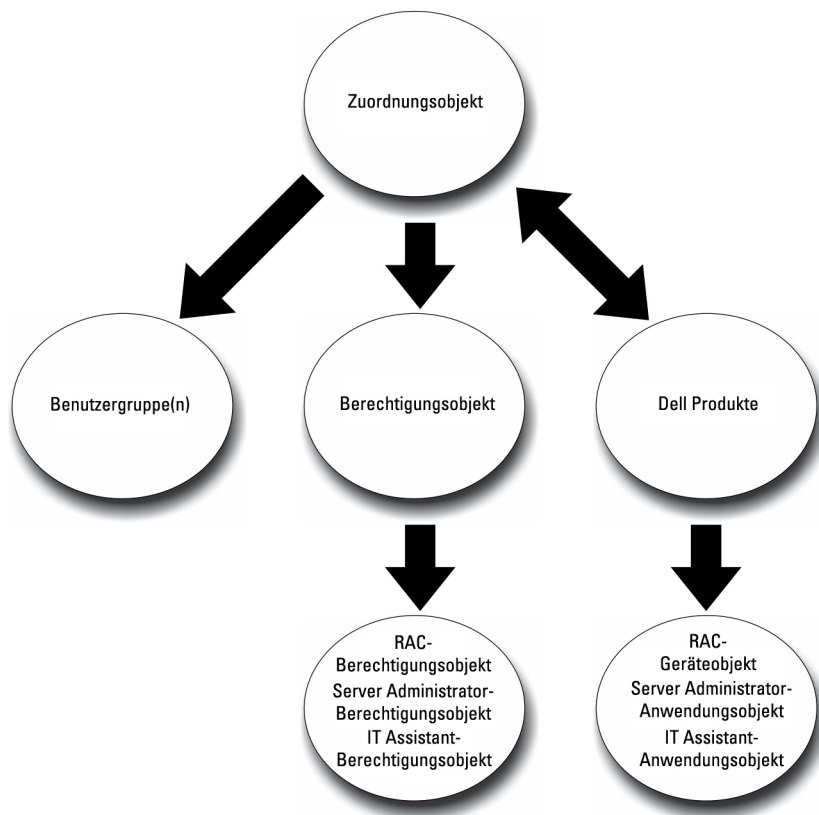 Zuordnungsobjekt
Benutzergruppe(n)
Berechtigungsobjekt
Dell Produkte
RAC-
Berechtigungsobjekt
Server Administrator-
Berechtigungsobjekt
IT Assistant-
Berechtigungsobjekt
RAC-
Geräteobjekt
Server Administrator-
Anwendungsobjekt
IT Assistant-
Anwendungsobjekt